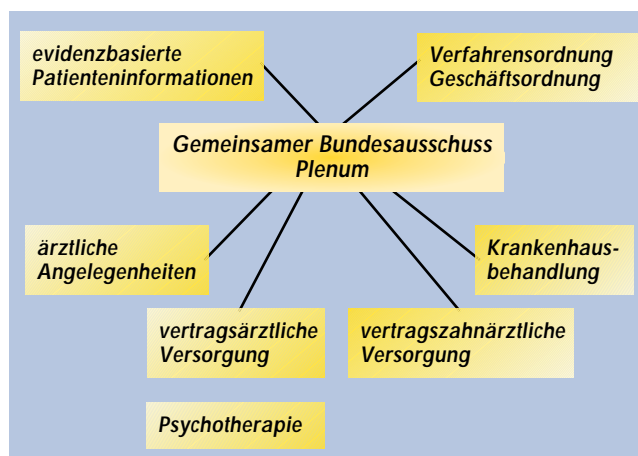 evidenzbasierte
Patienteninformationen
Verfahrensordnung
Geschäftsordnung
Gemeinsamer Bundesausschuss
Plenum
ärztliche
Angelegenheiten
Krankenhaus-
behandlung
vertragsärztliche
Versorgung
vertragszahnärztliche
Versorgung
Psychotherapie